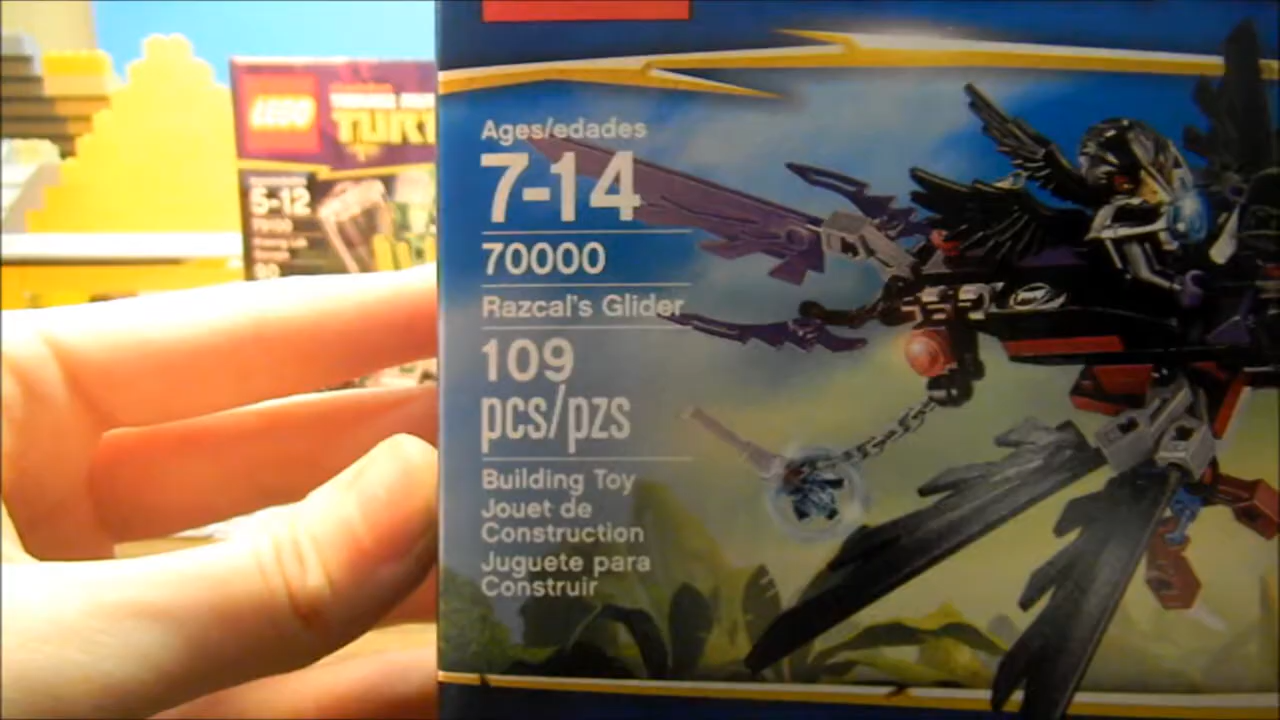 LEGO
TURT
5-12
Ages/edades
7-14
70000
Razcal's Glider
109
pcs/pzs
Building Toy
Jouet de
Construction
Juguete para
Construir